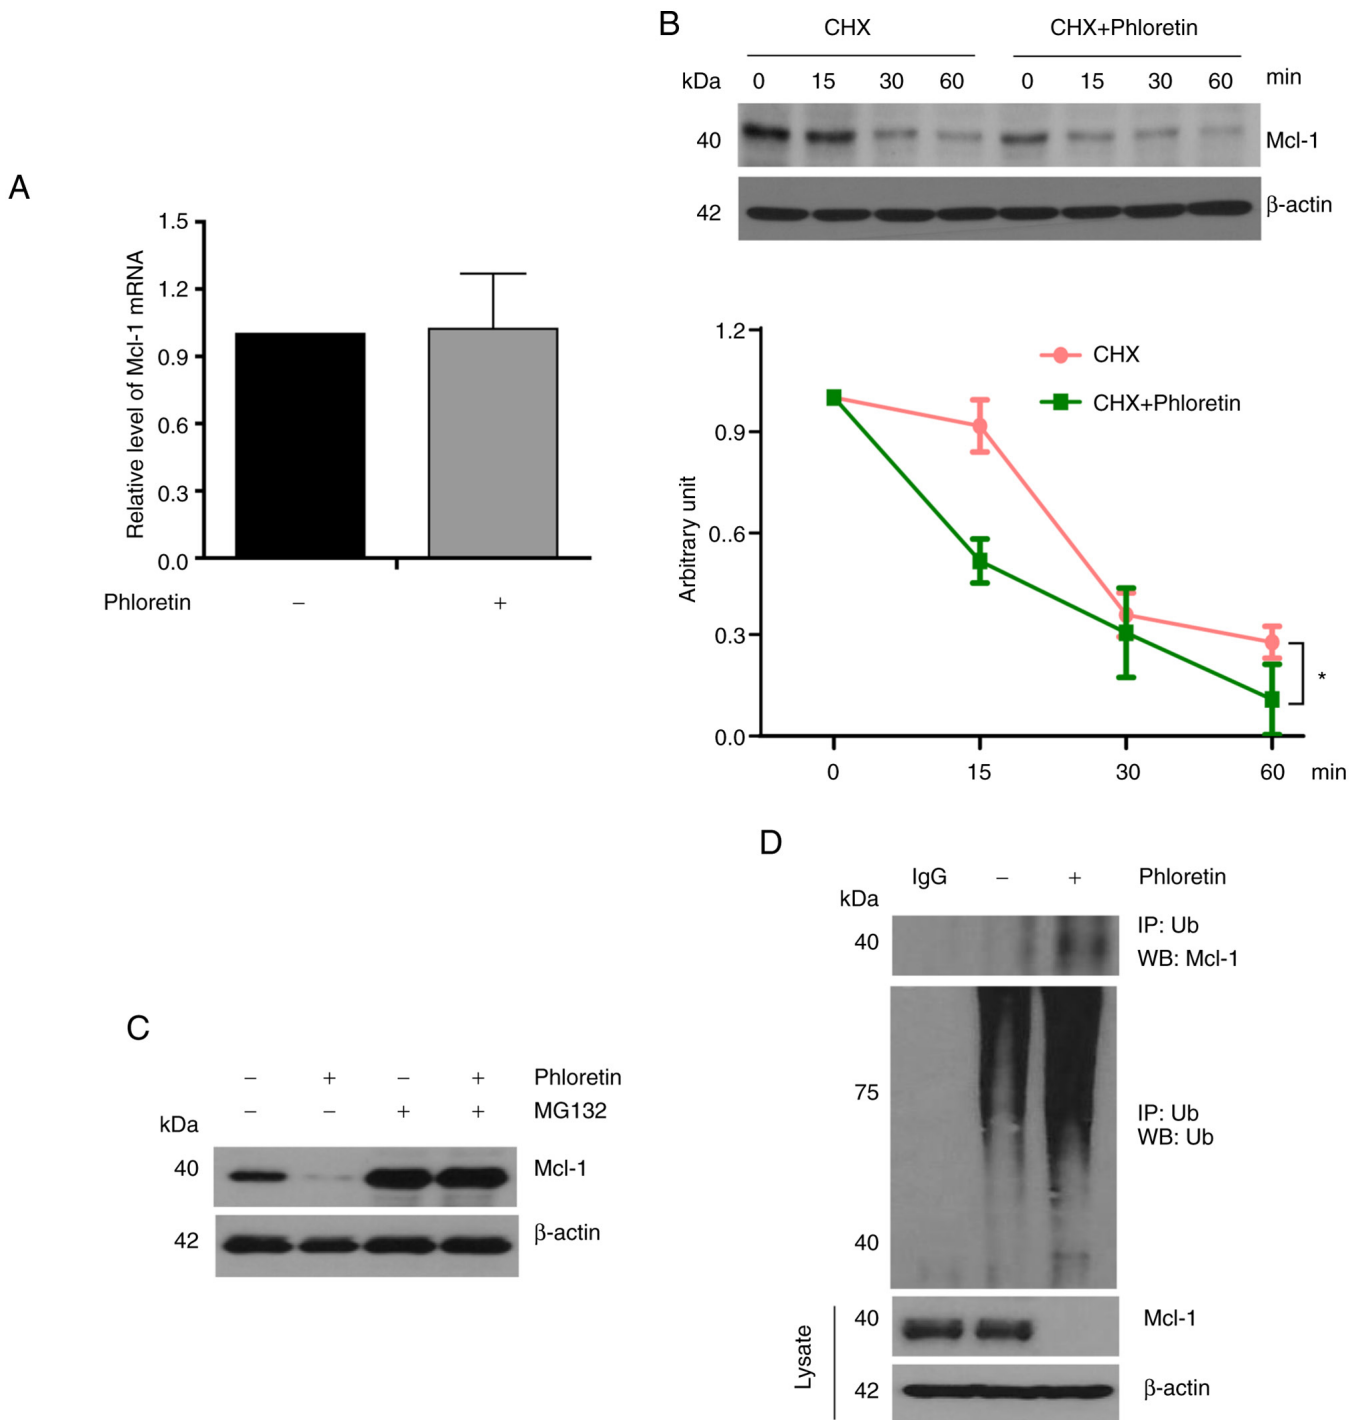 A
Relative level of Mcl-1 mRNA
1.5
1.2
0.9
0.6
0.3
0.0
Phloretin − +
B
CHX CHX+Phloretin
kDa 0 15 30 60 0 15 30 60 min
40 Mcl-1
42 β-actin
Arbitrary unit
1.2
0.9
0.6
0.3
0.0
CHX
CHX+Phloretin
*
0 15 30 60 min
C
− + − + Phloretin
− − + + MG132
kDa
40 Mcl-1
42 β-actin
D
IgG − + Phloretin
kDa
40
IP: Ub
WB: Mcl-1
75
IP: Ub
WB: Ub
40
Lysate
40 Mcl-1
42 β-actin